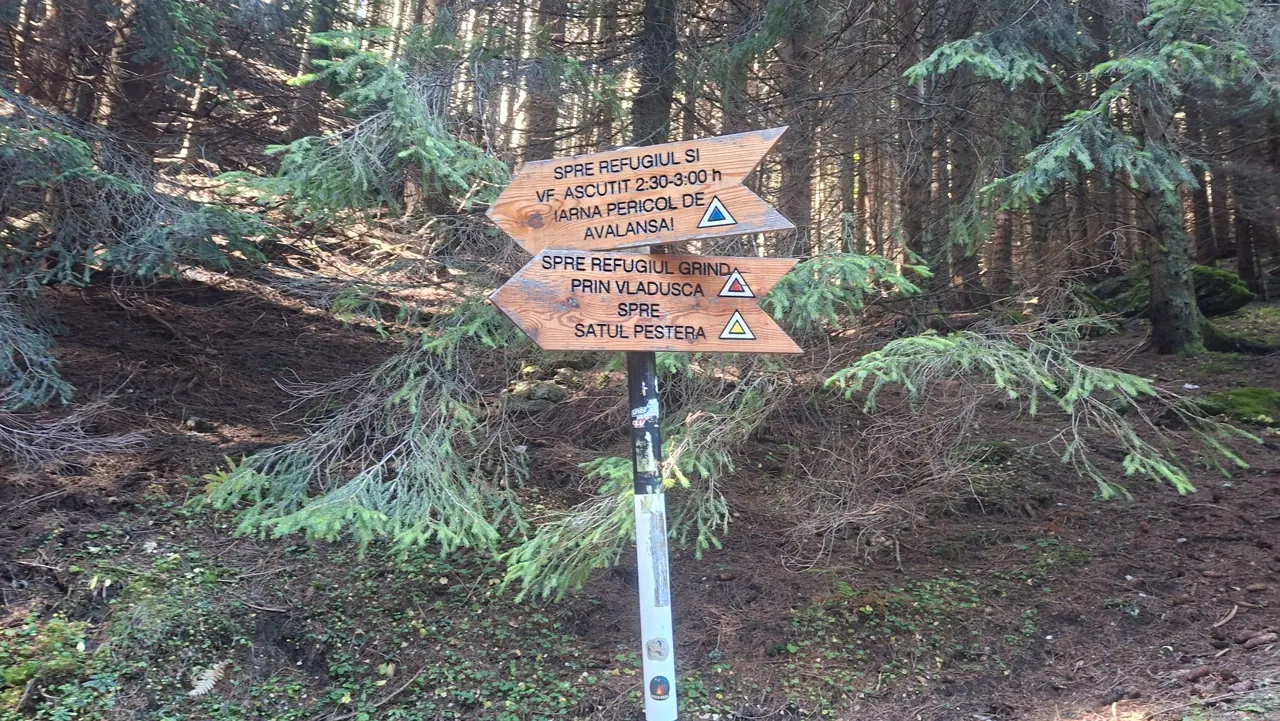 SPRE REFUGIUL SI
VF. ASCUTIT 2:30-3:00 h
IARNA PERICOL DE
AVALANSA!
SPRE REFUGIUL GRIND
PRIN VLADUSCA
SPRE
SATUL PESTERA